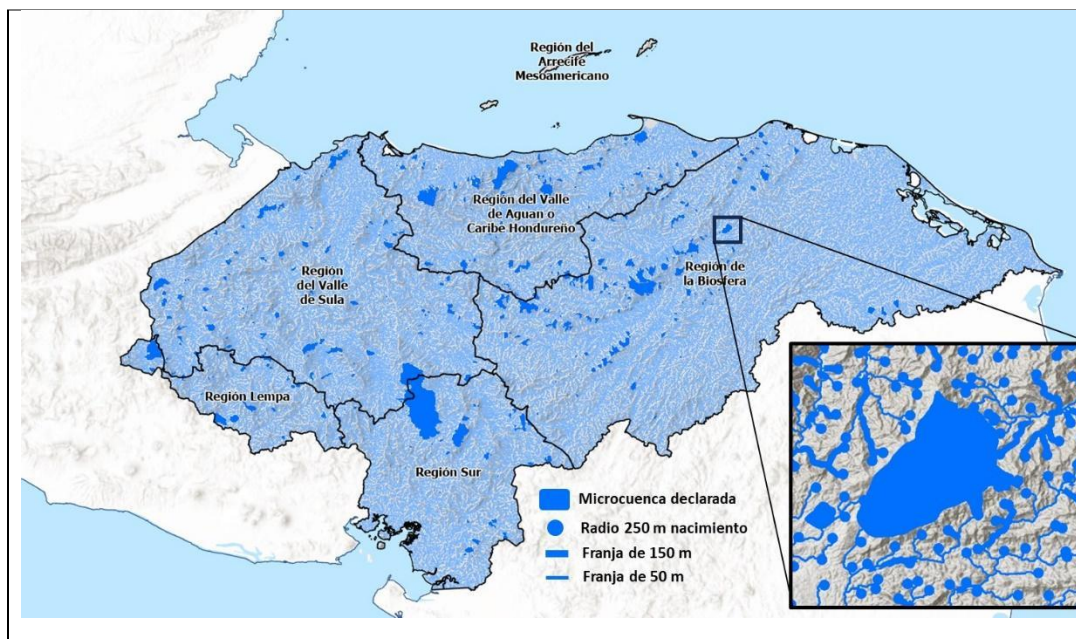 Región del
Arrecife
Mesoamericano
Región del Valle
de Aguan o
Caribe Hondureño
Región
del Valle
de Sula
Región de
la Biosfera
Región Lempa
Región Sur
Microcuenca declarada
Radio 250 m nacimiento
Franja de 150 m
Franja de 50 m